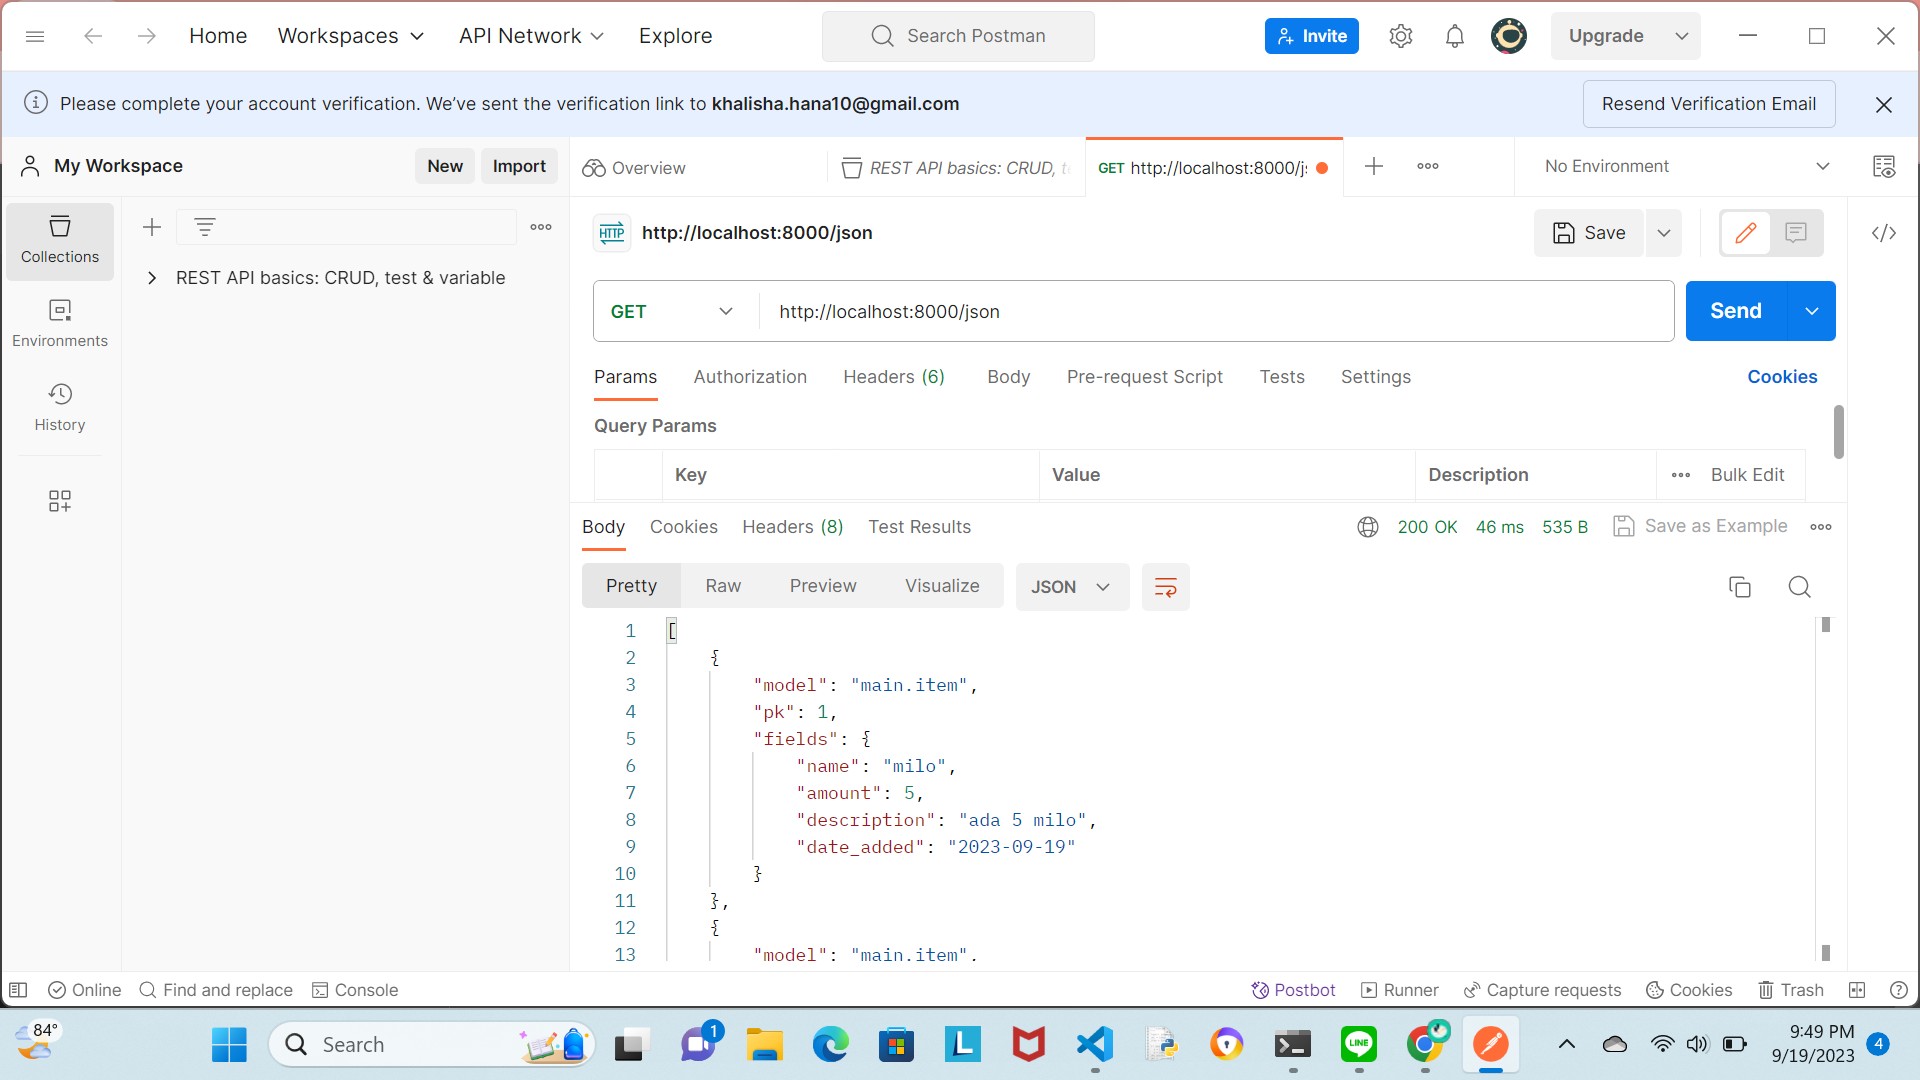 Home Workspaces API Network Explore Search Postman Invite Upgrade
Please complete your account verification. We’ve sent the verification link to khalisha.hana10@gmail.com Resend Verification Email
My Workspace New Import Overview REST API basics: CRUD, t GET http://localhost:8000/j No Environment
Collections
REST API basics: CRUD, test & variable
Environments
History
HTTP http://localhost:8000/json Save
GET http://localhost:8000/json Send
Params Authorization Headers (6) Body Pre-request Script Tests Settings Cookies
Query Params
Key Value Description Bulk Edit
Body Cookies Headers (8) Test Results 200 OK 46 ms 535 B Save as Example
Pretty Raw Preview Visualize JSON
1 [
2 {
3 "model": "main.item",
4 "pk": 1,
5 "fields": {
6 "name": "milo",
7 "amount": 5,
8 "description": "ada 5 milo",
9 "date_added": "2023-09-19"
10 }
11 },
12 {
13 "model": "main.item",
Online Find and replace Console Postbot Runner Capture requests Cookies Trash
84° Search 1 L LINE 9:49 PM 4
9/19/2023